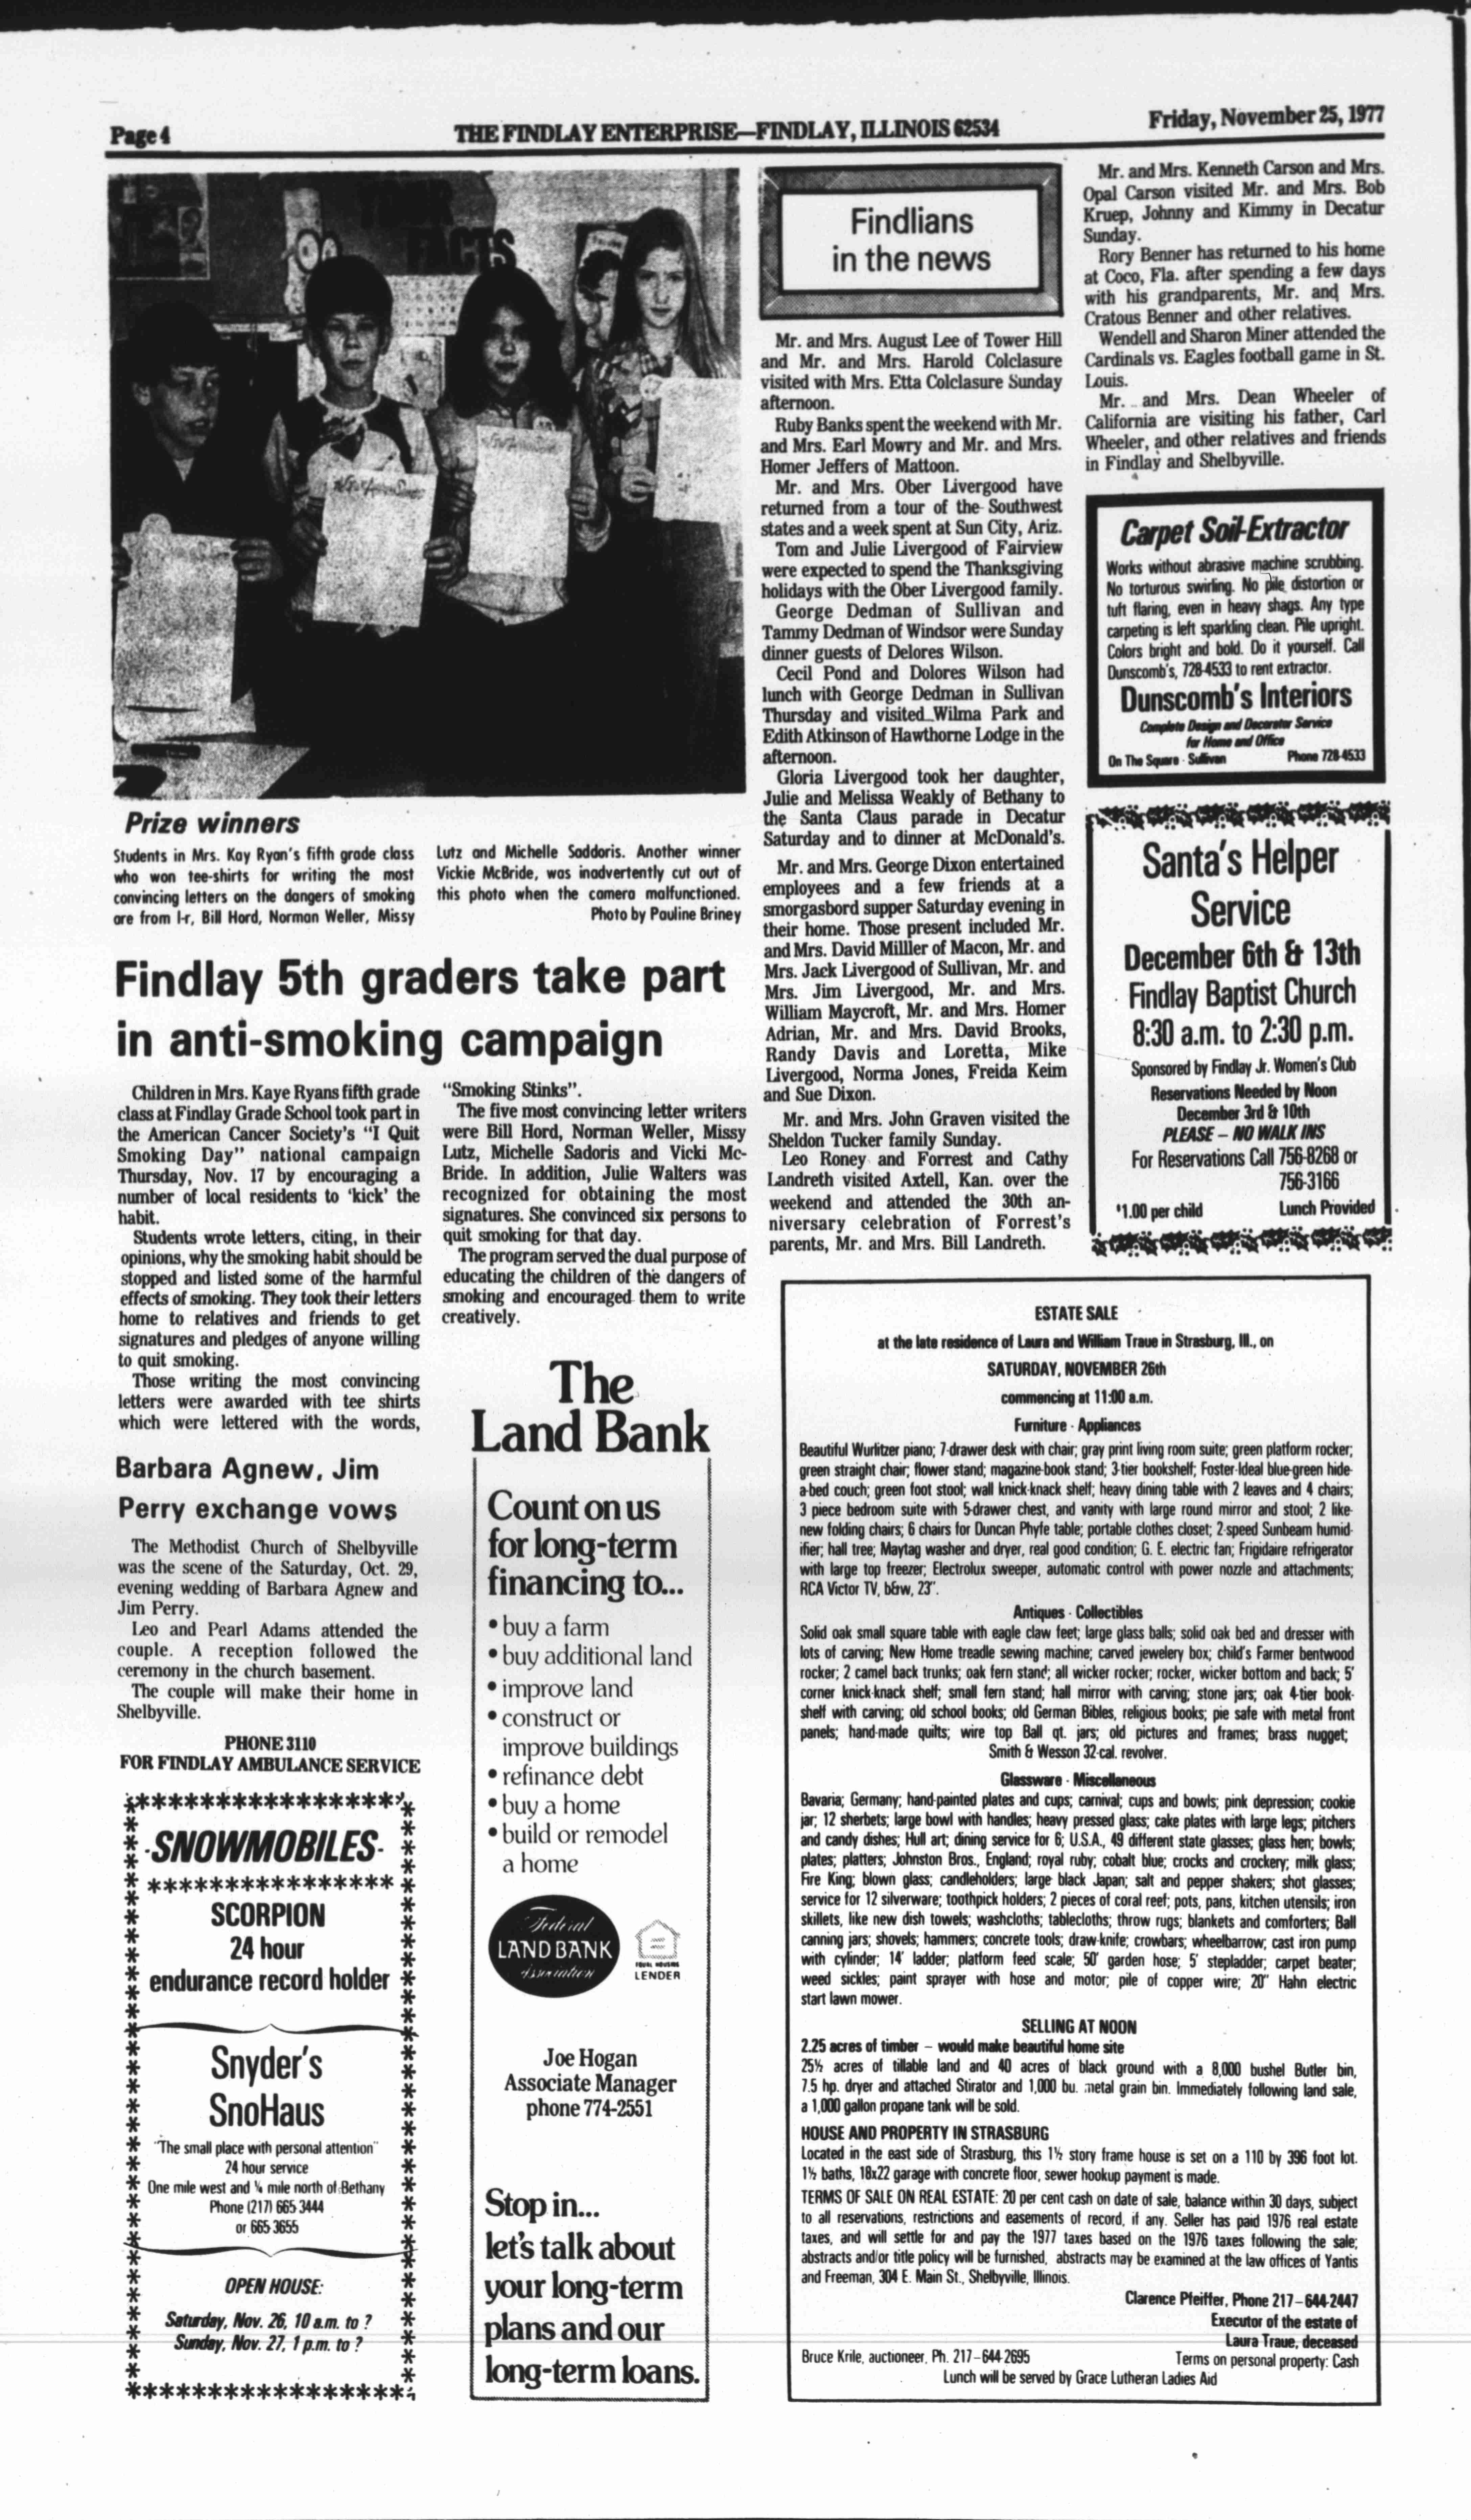 Page 4
THE FINDLAY ENTERPRISE—FINDLAY, ILLINOIS 62534
Friday, November 25, 1977
Prize winners
Students in Mrs. Kay Ryan's fifth grade class
who won tee-shirts for writing the most
convincing letters on the dangers of smoking
are from l-r, Bill Hord, Norman Weller, Missy
Lutz and Michelle Saddoris. Another winner
Vickie McBride, was inadvertently cut out of
this photo when the camera malfunctioned.
Photo by Pauline Briney
Findlay 5th graders take part
in anti-smoking campaign
Children in Mrs. Kaye Ryans fifth grade
class at Findlay Grade School took part in
the American Cancer Society's "I Quit
Smoking Day" national campaign
Thursday, Nov. 17 by encouraging a
number of local residents to 'kick' the
habit.
Students wrote letters, citing, in their
opinions, why the smoking habit should be
stopped and listed some of the harmful
effects of smoking. They took their letters
home to relatives and friends to get
signatures and pledges of anyone willing
to quit smoking.
Those writing the most convincing
letters were awarded with tee shirts
which were lettered with the words,
"Smoking Stinks".
The five most convincing letter writers
were Bill Hord, Norman Weller, Missy
Lutz, Michelle Sadoris and Vicki Mc-
Bride. In addition, Julie Walters was
recognized for obtaining the most
signatures. She convinced six persons to
quit smoking for that day.
The program served the dual purpose of
educating the children of the dangers of
smoking and encouraged them to write
creatively.
Barbara Agnew, Jim
Perry exchange vows
The Methodist Church of Shelbyville
was the scene of the Saturday, Oct. 29,
evening wedding of Barbara Agnew and
Jim Perry.
Leo and Pearl Adams attended the
couple. A reception followed the
ceremony in the church basement.
The couple will make their home in
Shelbyville.
PHONE 3110
FOR FINDLAY AMBULANCE SERVICE
-SNOWMOBILES-
SCORPION
24 hour
endurance record holder
Snyder's
SnoHaus
"The small place with personal attention"
24 hour service
One mile west and ¼ mile north of Bethany
Phone (217) 665 3444
or 665 3655
OPEN HOUSE:
Saturday, Nov. 26, 10 a.m. to ?
Sunday, Nov. 27, 1 p.m. to ?
The
Land Bank
Count on us
for long-term
financing to...
• buy a farm
• buy additional land
• improve land
• construct or
improve buildings
• refinance debt
• buy a home
• build or remodel
a home
Federal
LAND BANK
Association
EQUAL HOUSING
LENDER
Joe Hogan
Associate Manager
phone 774-2551
Stop in...
let's talk about
your long-term
plans and our
long-term loans.
Findlians
in the news
Mr. and Mrs. August Lee of Tower Hill
and Mr. and Mrs. Harold Colclasure
visited with Mrs. Etta Colclasure Sunday
afternoon.
Ruby Banks spent the weekend with Mr.
and Mrs. Earl Mowry and Mr. and Mrs.
Homer Jeffers of Mattoon.
Mr. and Mrs. Ober Livergood have
returned from a tour of the Southwest
states and a week spent at Sun City, Ariz.
Tom and Julie Livergood of Fairview
were expected to spend the Thanksgiving
holidays with the Ober Livergood family.
George Dedman of Sullivan and
Tammy Dedman of Windsor were Sunday
dinner guests of Delores Wilson.
Cecil Pond and Dolores Wilson had
lunch with George Dedman in Sullivan
Thursday and visited Wilma Park and
Edith Atkinson of Hawthorne Lodge in the
afternoon.
Gloria Livergood took her daughter,
Julie and Melissa Weakly of Bethany to
the Santa Claus parade in Decatur
Saturday and to dinner at McDonald's.
Mr. and Mrs. George Dixon entertained
employees and a few friends at a
smorgasbord supper Saturday evening in
their home. Those present included Mr.
and Mrs. David Milller of Macon, Mr. and
Mrs. Jack Livergood of Sullivan, Mr. and
Mrs. Jim Livergood, Mr. and Mrs.
William Maycroft, Mr. and Mrs. Homer
Adrian, Mr. and Mrs. David Brooks,
Randy Davis and Loretta, Mike
Livergood, Norma Jones, Freida Keim
and Sue Dixon.
Mr. and Mrs. John Graven visited the
Sheldon Tucker family Sunday.
Leo Roney and Forrest and Cathy
Landreth visited Axtell, Kan. over the
weekend and attended the 30th an-
niversary celebration of Forrest's
parents, Mr. and Mrs. Bill Landreth.
Mr. and Mrs. Kenneth Carson and Mrs.
Opal Carson visited Mr. and Mrs. Bob
Kruep, Johnny and Kimmy in Decatur
Sunday.
Rory Benner has returned to his home
at Coco, Fla. after spending a few days
with his grandparents, Mr. and Mrs.
Cratous Benner and other relatives.
Wendell and Sharon Miner attended the
Cardinals vs. Eagles football game in St.
Louis.
Mr. and Mrs. Dean Wheeler of
California are visiting his father, Carl
Wheeler, and other relatives and friends
in Findlay and Shelbyville.
Carpet Soil-Extractor
Works without abrasive machine scrubbing.
No torturous swirling. No pile distortion or
tuft flaring, even in heavy shags. Any type
carpeting is left sparkling clean. Pile upright.
Colors bright and bold. Do it yourself. Call
Dunscomb's, 728-4533 to rent extractor.
Dunscomb's Interiors
Complete Design and Decorator Service
for Home and Office
On The Square - Sullivan Phone 728-4533
Santa's Helper
Service
December 6th & 13th
Findlay Baptist Church
8:30 a.m. to 2:30 p.m.
Sponsored by Findlay Jr. Women's Club
Reservations Needed by Noon
December 3rd & 10th
PLEASE – NO WALK INS
For Reservations Call 756-8268 or
756-3166
$1.00 per child Lunch Provided
ESTATE SALE
at the late residence of Laura and William Traue in Strasburg, Ill., on
SATURDAY, NOVEMBER 26th
commencing at 11:00 a.m.
Furniture - Appliances
Beautiful Wurlitzer piano; 7-drawer desk with chair; gray print living room suite; green platform rocker;
green straight chair; flower stand; magazine-book stand; 3-tier bookshelf; Foster-Ideal blue-green hide-
a-bed couch; green foot stool; wall knick-knack shelf; heavy dining table with 2 leaves and 4 chairs;
3 piece bedroom suite with 5-drawer chest, and vanity with large round mirror and stool; 2 like-
new folding chairs; 6 chairs for Duncan Phyfe table; portable clothes closet; 2-speed Sunbeam humid-
ifier; hall tree; Maytag washer and dryer, real good condition; G. E. electric fan; Frigidaire refrigerator
with large top freezer; Electrolux sweeper, automatic control with power nozzle and attachments;
RCA Victor TV, b&w, 23".
Antiques - Collectibles
Solid oak small square table with eagle claw feet; large glass balls; solid oak bed and dresser with
lots of carving; New Home treadle sewing machine; carved jewelery box; child's Farmer bentwood
rocker; 2 camel back trunks; oak fern stand; all wicker rocker; rocker, wicker bottom and back; 5'
corner knick-knack shelf; small fern stand; hall mirror with carving; stone jars; oak 4-tier book-
shelf with carving; old school books; old German Bibles, religious books; pie safe with metal front
panels; hand-made quilts; wire top Ball qt. jars; old pictures and frames; brass nugget;
Smith & Wesson 32-cal. revolver.
Glassware - Miscellaneous
Bavaria; Germany; hand-painted plates and cups; carnival; cups and bowls; pink depression; cookie
jar; 12 sherbets; large bowl with handles; heavy pressed glass; cake plates with large legs; pitchers
and candy dishes; Hull art; dining service for 6; U.S.A., 49 different state glasses; glass hen; bowls;
plates; platters; Johnston Bros., England; royal ruby; cobalt blue; crocks and crockery; milk glass;
Fire King; blown glass; candleholders; large black Japan; salt and pepper shakers; shot glasses;
service for 12 silverware; toothpick holders; 2 pieces of coral reef; pots, pans, kitchen utensils; iron
skillets, like new dish towels; washcloths; tablecloths; throw rugs; blankets and comforters; Ball
canning jars; shovels; hammers; concrete tools; draw-knife; crowbars; wheelbarrow; cast iron pump
with cylinder; 14' ladder; platform feed scale; 50' garden hose; 5' stepladder; carpet beater;
weed sickles; paint sprayer with hose and motor; pile of copper wire; 20" Hahn electric
start lawn mower.
SELLING AT NOON
2.25 acres of timber – would make beautiful home site
25½ acres of tillable land and 40 acres of black ground with a 8,000 bushel Butler bin,
7.5 hp. dryer and attached Stirator and 1,000 bu. metal grain bin. Immediately following land sale,
a 1,000 gallon propane tank will be sold.
HOUSE AND PROPERTY IN STRASBURG
Located in the east side of Strasburg, this 1½ story frame house is set on a 110 by 396 foot lot.
1½ baths, 18x22 garage with concrete floor, sewer hookup payment is made.
TERMS OF SALE ON REAL ESTATE: 20 per cent cash on date of sale, balance within 30 days, subject
to all reservations, restrictions and easements of record, if any. Seller has paid 1976 real estate
taxes, and will settle for and pay the 1977 taxes based on the 1976 taxes following the sale;
abstracts and/or title policy will be furnished, abstracts may be examined at the law offices of Yantis
and Freeman, 304 E. Main St., Shelbyville, Illinois.
Clarence Pfeiffer, Phone 217–644-2447
Executor of the estate of
Laura Traue, deceased
Bruce Krile, auctioneer, Ph. 217–644-2695 Terms on personal property: Cash
Lunch will be served by Grace Lutheran Ladies Aid